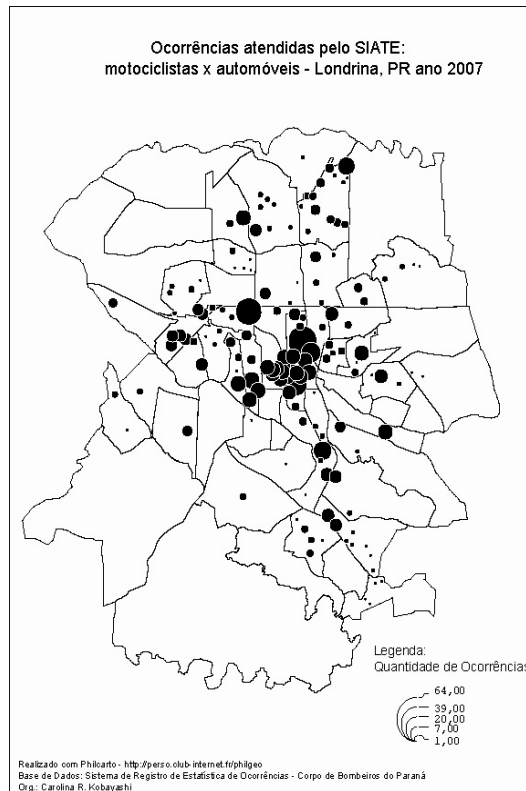 Ocorrências atendidas pelo SIATE:
motociclistas x automóveis - Londrina, PR ano 2007
Legenda:
Quantidade de Ocorrências
64,00
39,00
20,00
7,00
1,00
Realizado com Philcarto - http://perso.club-internet.fr/philgeo
Base de Dados: Sistema de Registro de Estatística de Ocorrências - Corpo de Bombeiros do Paraná
Org.: Carolina R. Kobayashi